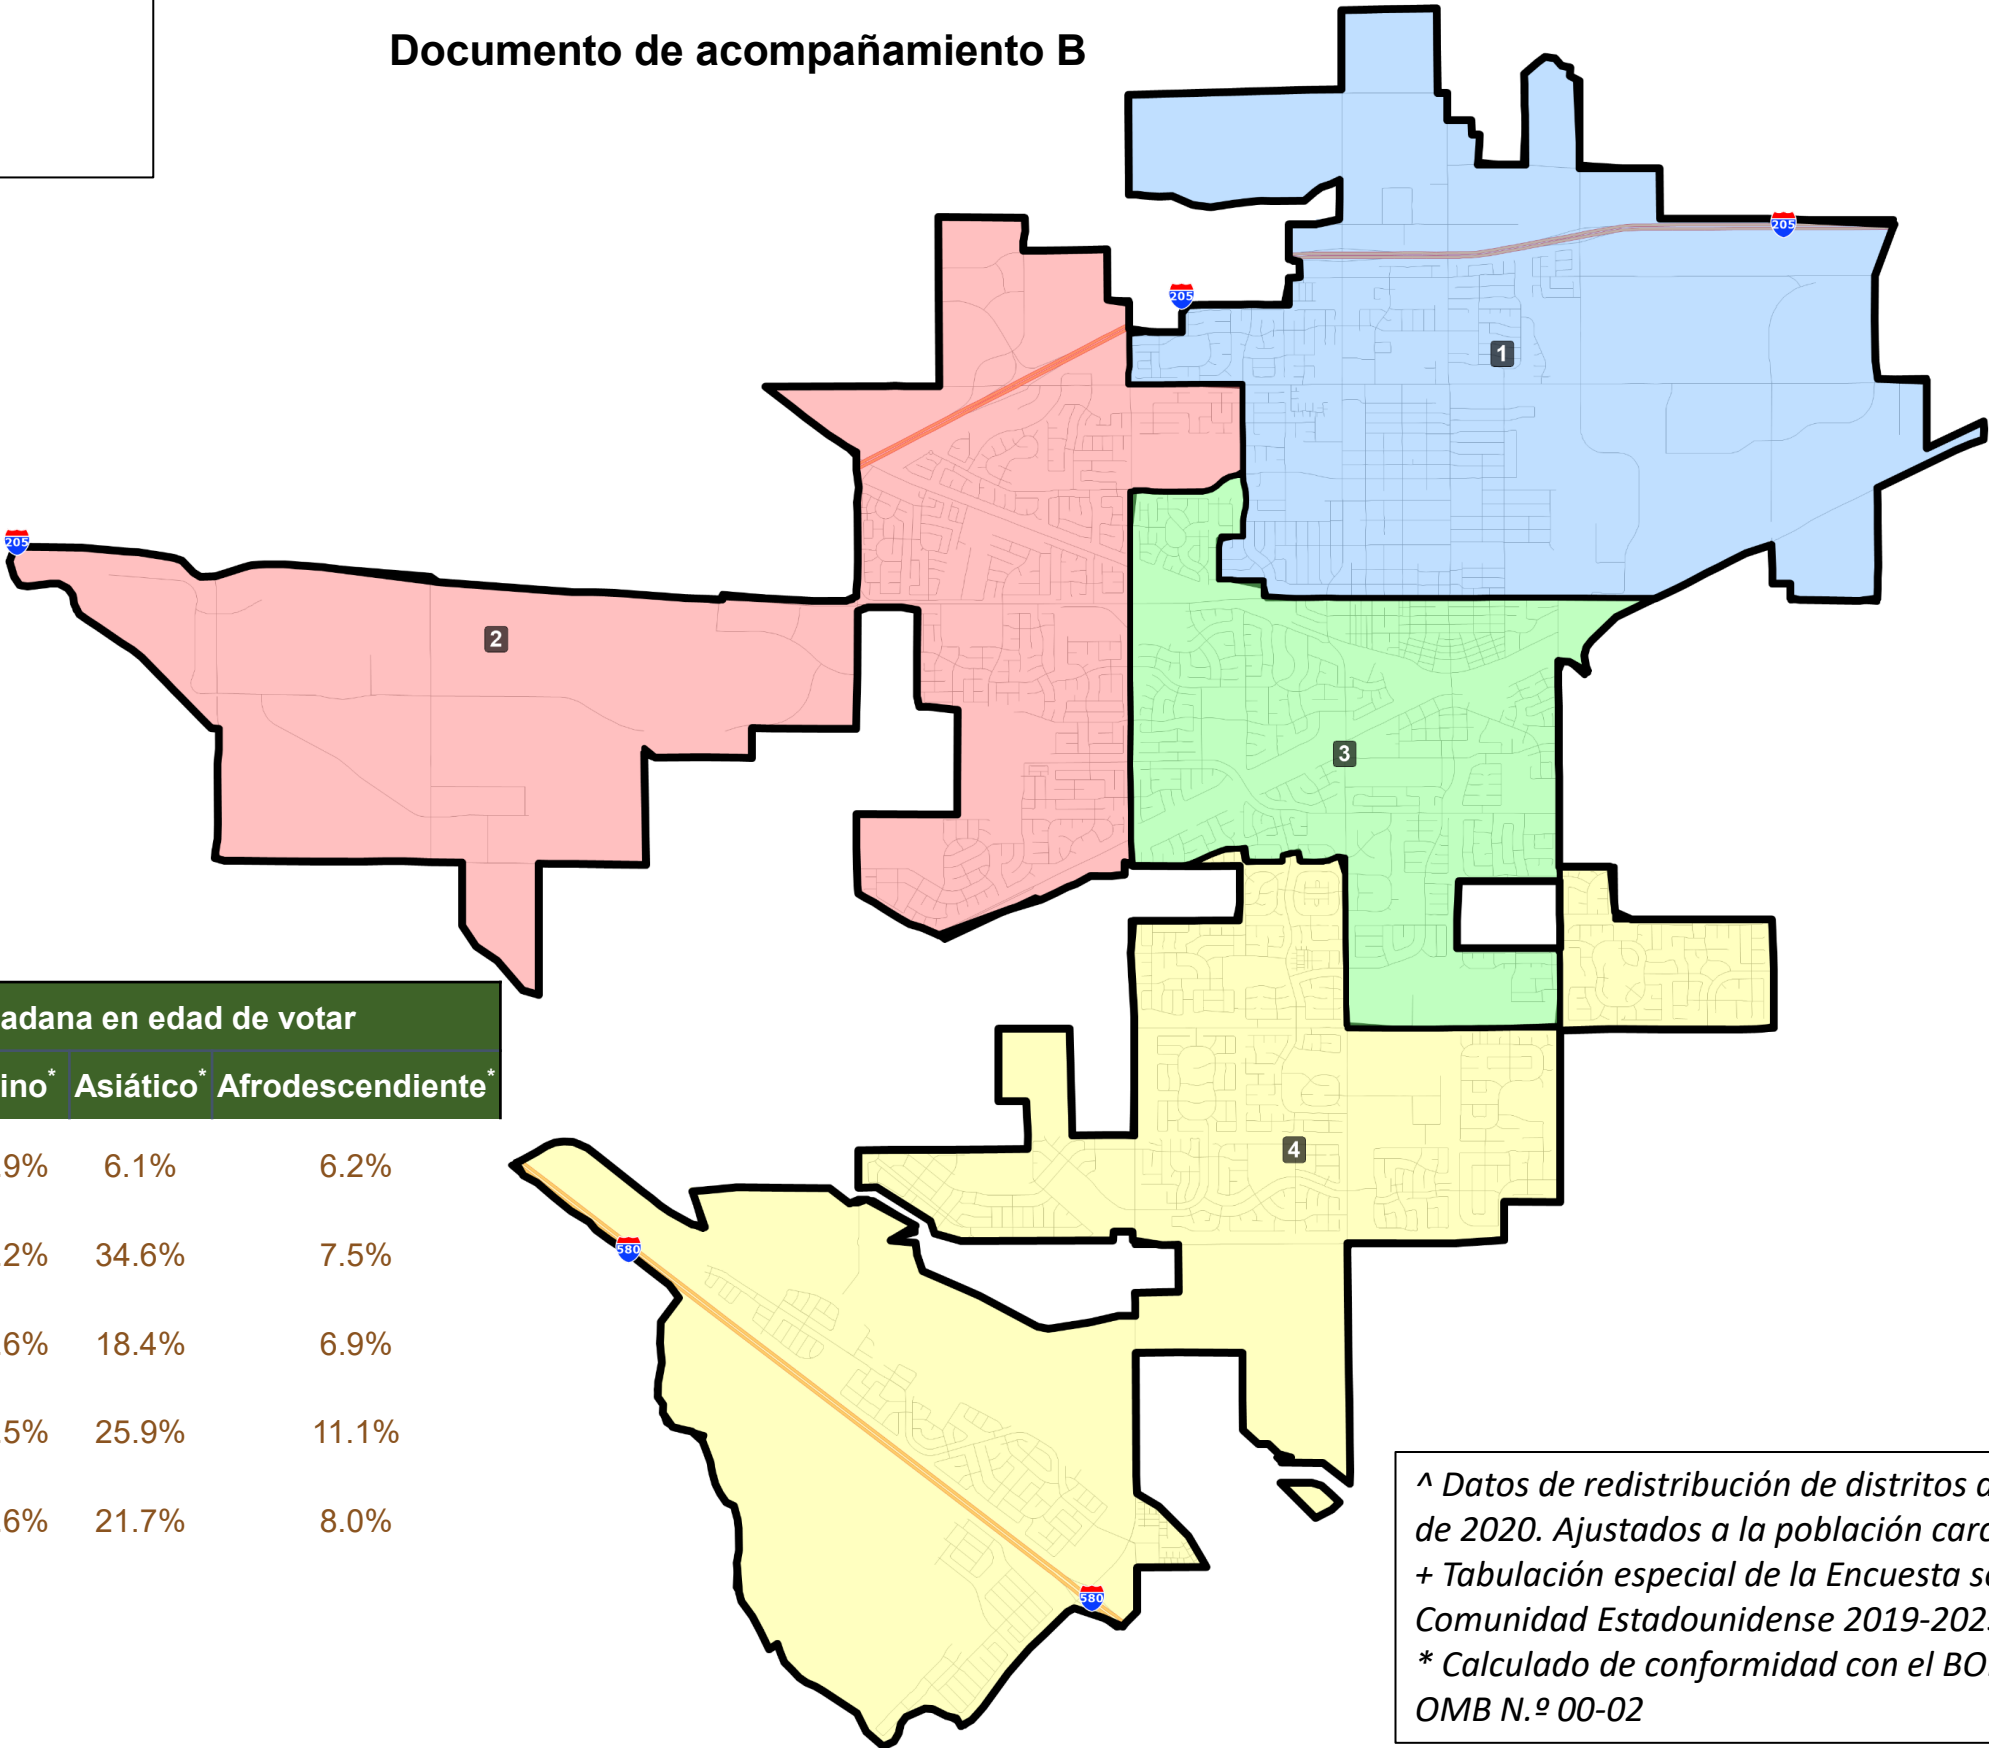 Documento de acompañamiento B
205
205
1
205
2
3
adana en edad de votar
ino* Asiático* Afrodescendiente*
.9% 6.1% 6.2%
.2% 34.6% 7.5%
.6% 18.4% 6.9%
.5% 25.9% 11.1%
.6% 21.7% 8.0%
4
580
580
^ Datos de redistribución de distritos d
de 2020. Ajustados a la población carc
+ Tabulación especial de la Encuesta so
Comunidad Estadounidense 2019-202
* Calculado de conformidad con el BO
OMB N.º 00-02